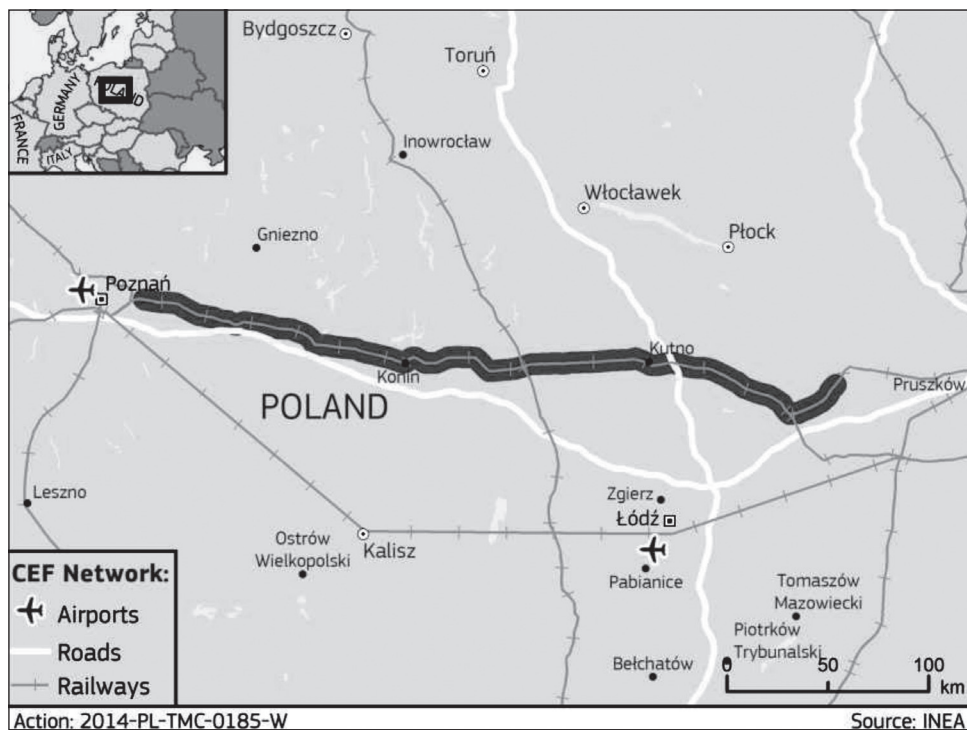 Bydgoszcz
Toruń
GERMANY
POLAND
FRANCE
ITALY
Inowrocław
Włocławek
Płock
Gniezno
Poznań
Kutno
Konin
Pruszków
POLAND
Leszno
Zgierz
Łódź
Ostrów
Wielkopolski
Kalisz
Pabianice
Tomaszów
Mazowiecki
Piotrków
Trybunalski
Bełchatów
CEF Network:
Airports
Roads
Railways
0 50 100
km
Action: 2014-PL-TMC-0185-W
Source: INEA